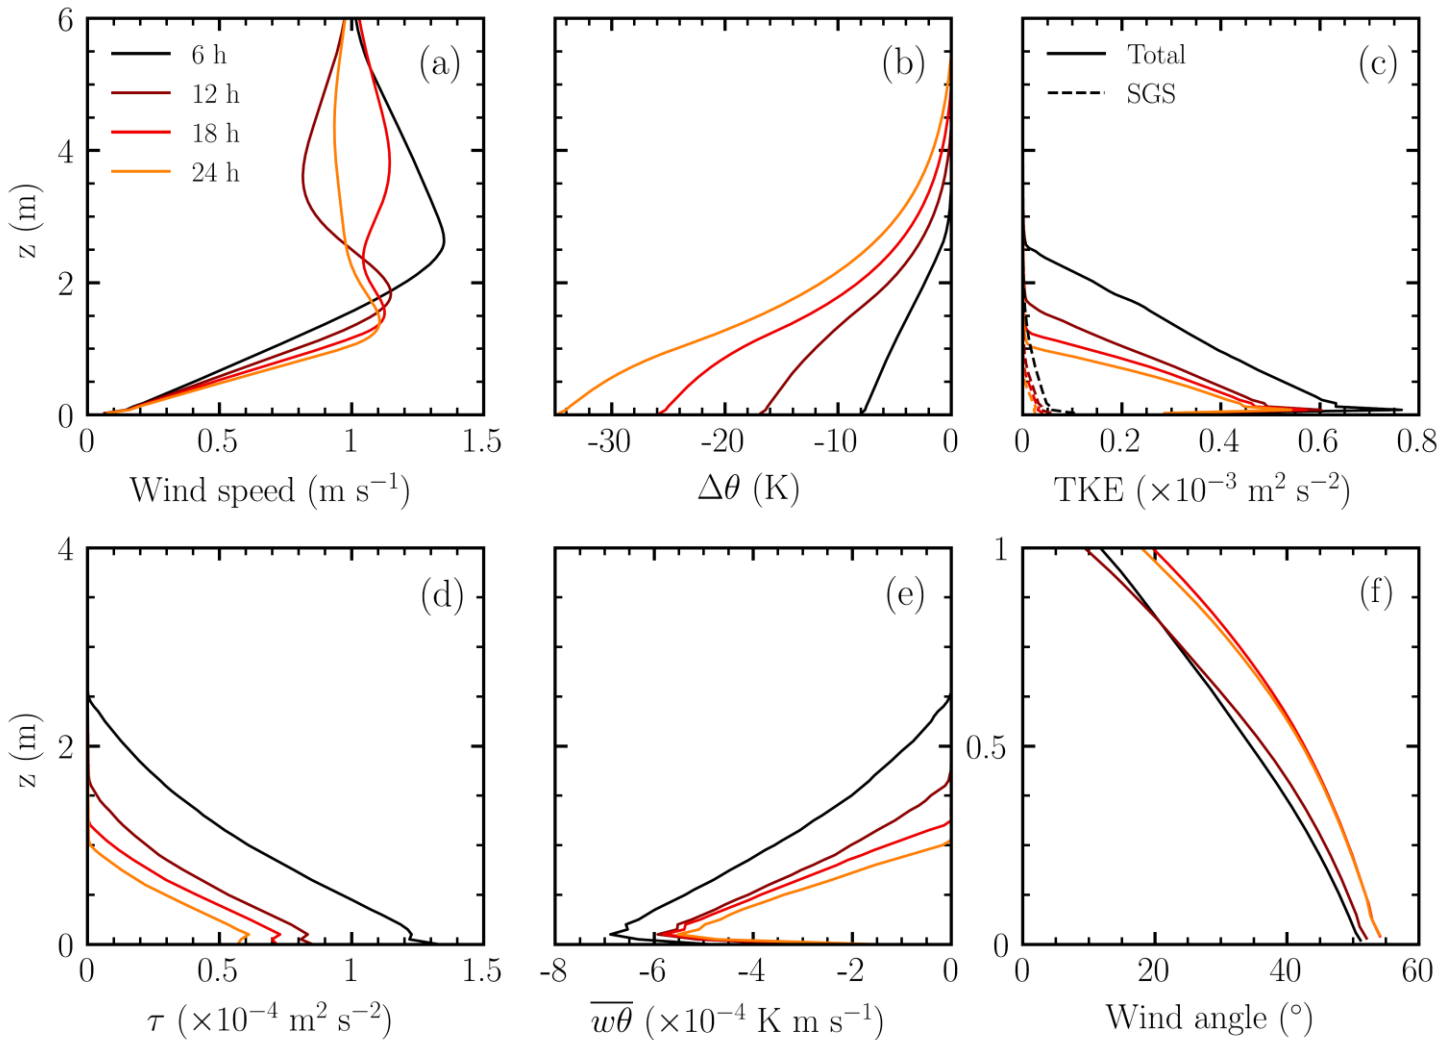 6
4
2
0
z (m)
6 h
12 h
18 h
24 h
(a)
0
0.5
1
1.5
Wind speed (m s⁻¹)
(b)
-30
-20
-10
0
Δθ (K)
Total
SGS
(c)
0
0.2
0.4
0.6
0.8
TKE (×10⁻³ m² s⁻²)
4
2
0
z (m)
(d)
0
0.5
1
1.5
τ (×10⁻⁴ m² s⁻²)
(e)
-8
-6
-4
-2
0
w̅θ̅ (×10⁻⁴ K m s⁻¹)
1
0.5
0
(f)
0
20
40
60
Wind angle (°)